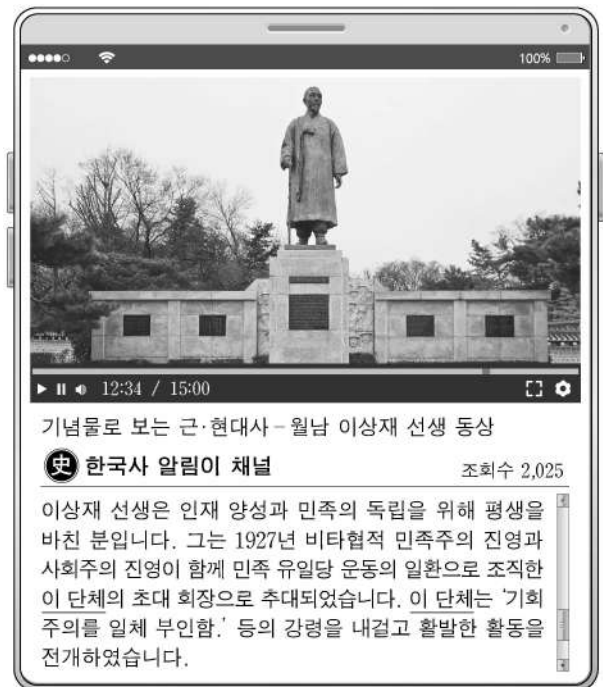 100%
12:34 / 15:00
기념물로 보는 근·현대사 – 월남 이상재 선생 동상
史 한국사 알림이 채널
조회수 2,025
이상재 선생은 인재 양성과 민족의 독립을 위해 평생을
바친 분입니다. 그는 1927년 비타협적 민족주의 진영과
사회주의 진영이 함께 민족 유일당 운동의 일환으로 조직한
이 단체의 초대 회장으로 추대되었습니다. 이 단체는 '기회
주의를 일체 부인함.' 등의 강령을 내걸고 활발한 활동을
전개하였습니다.